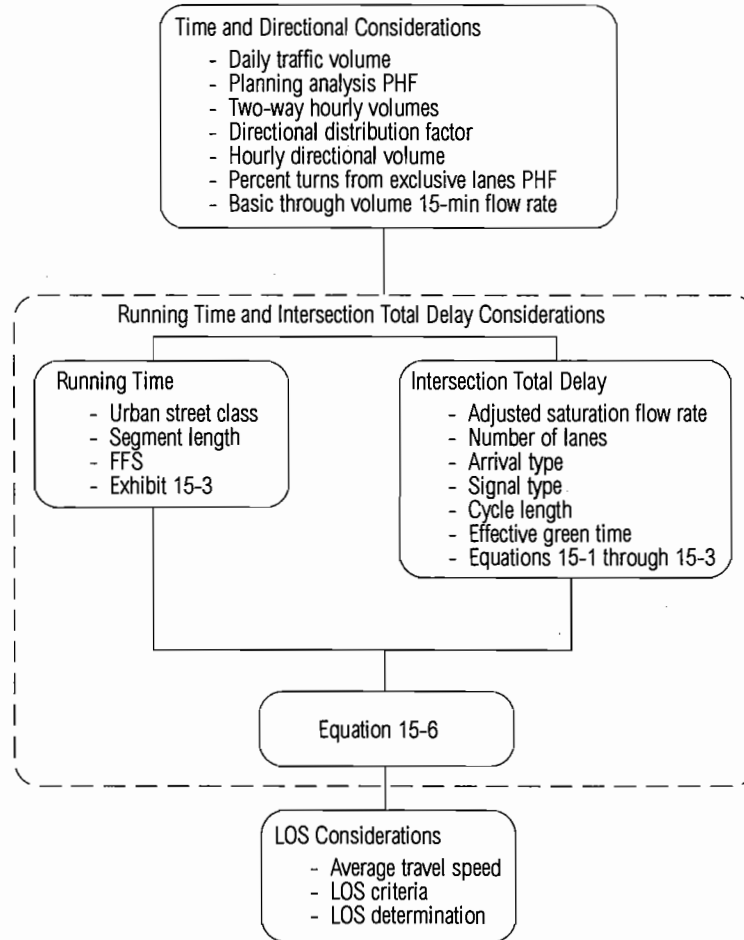 Time and Directional Considerations
- Daily traffic volume
- Planning analysis PHF
- Two-way hourly volumes
- Directional distribution factor
- Hourly directional volume
- Percent turns from exclusive lanes PHF
- Basic through volume 15-min flow rate
Running Time and Intersection Total Delay Considerations
Running Time
- Urban street class
- Segment length
- FFS
- Exhibit 15-3
Intersection Total Delay
- Adjusted saturation flow rate
- Number of lanes
- Arrival type
- Signal type
- Cycle length
- Effective green time
- Equations 15-1 through 15-3
Equation 15-6
LOS Considerations
- Average travel speed
- LOS criteria
- LOS determination